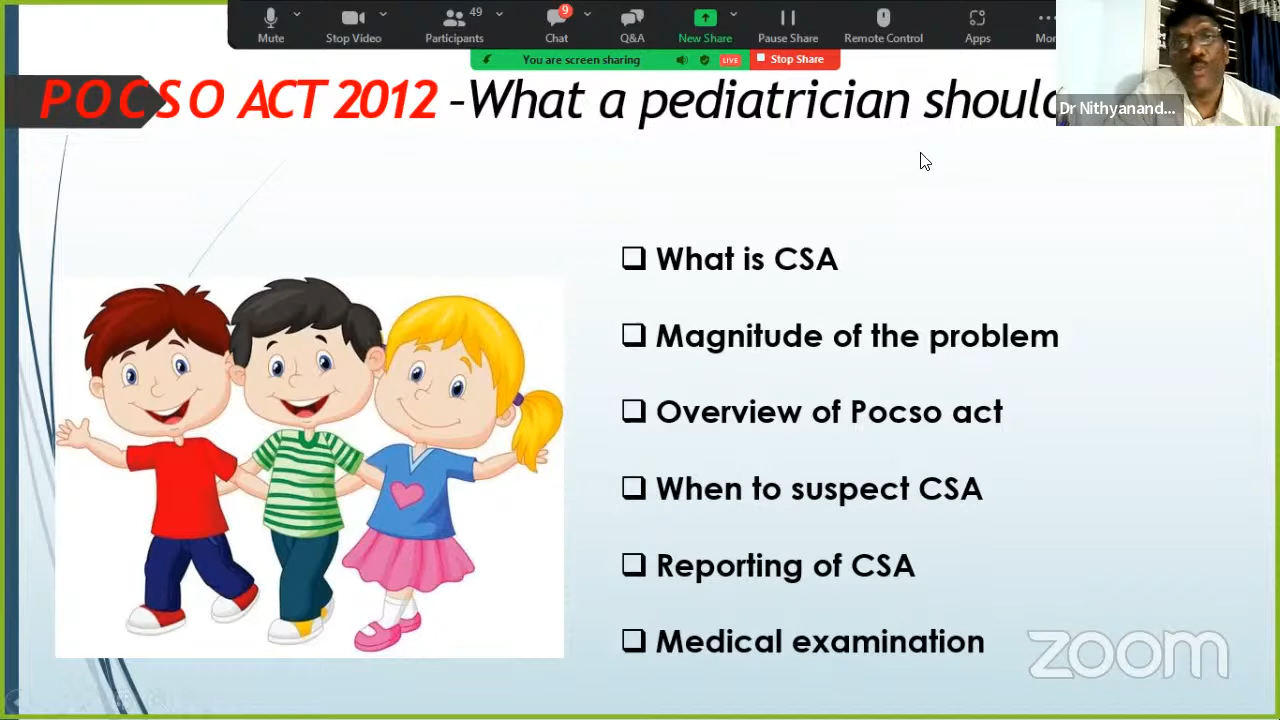 49
9
Mute
Stop Video
Participants
Chat
Q&A
New Share
Pause Share
Remote Control
Apps
Mor
You are screen sharing
LIVE
Stop Share
POCSO ACT 2012 -What a pediatrician should
Dr Nithyanand...
❑ What is CSA
❑ Magnitude of the problem
❑ Overview of Pocso act
❑ When to suspect CSA
❑ Reporting of CSA
❑ Medical examination
zoom